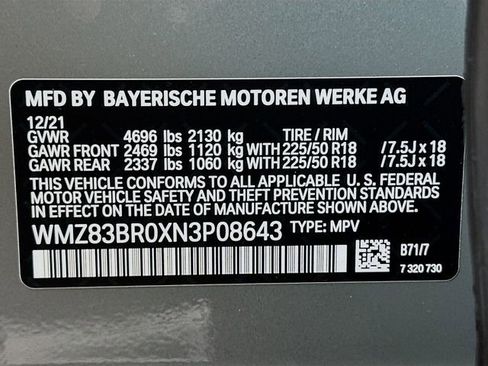 MFD BY BAYERISCHE MOTOREN WERKE AG
12/21
GVWR 4696 lbs 2130 kg TIRE / RIM
GAWR FRONT 2469 lbs 1120 kg WITH 225/50 R18 /7.5J x 18
GAWR REAR 2337 lbs 1060 kg WITH 225/50 R18 /7.5J x 18
THIS VEHICLE CONFORMS TO ALL APPLICABLE U. S. FEDERAL
MOTOR VEHICLE SAFETY AND THEFT PREVENTION STANDARDS
IN EFFECT ON THE DATE OF MANUFACTURE SHOWN ABOVE.
WMZ83BR0XN3P08643 TYPE: MPV
B71/7
7 320 730